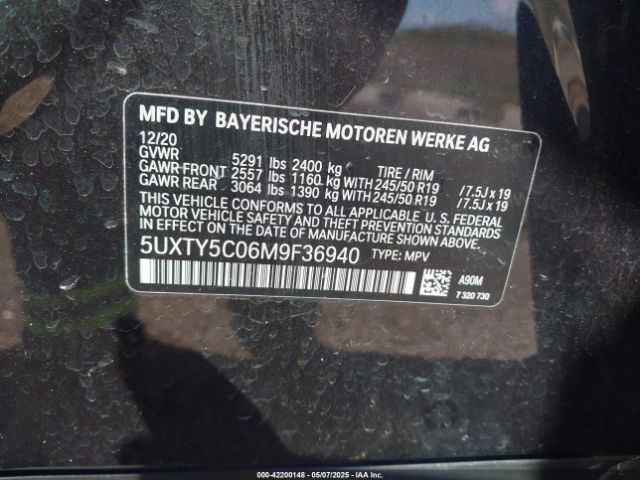 MFD BY BAYERISCHE MOTOREN WERKE AG
12/20
GVWR 5291 lbs 2400 kg TIRE / RIM
GAWR FRONT 2557 lbs 1160 kg WITH 245/50 R19 / 7.5J x 19
GAWR REAR 3064 lbs 1390 kg WITH 245/50 R19 / 7.5J x 19
THIS VEHICLE CONFORMS TO ALL APPLICABLE U. S. FEDERAL
MOTOR VEHICLE SAFETY AND THEFT PREVENTION STANDARDS
IN EFFECT ON THE DATE OF MANUFACTURE SHOWN ABOVE.
5UXTY5C06M9F36940 TYPE: MPV
A90M
7 320 730
000-42200148 - 05/07/2025 - IAA Inc.